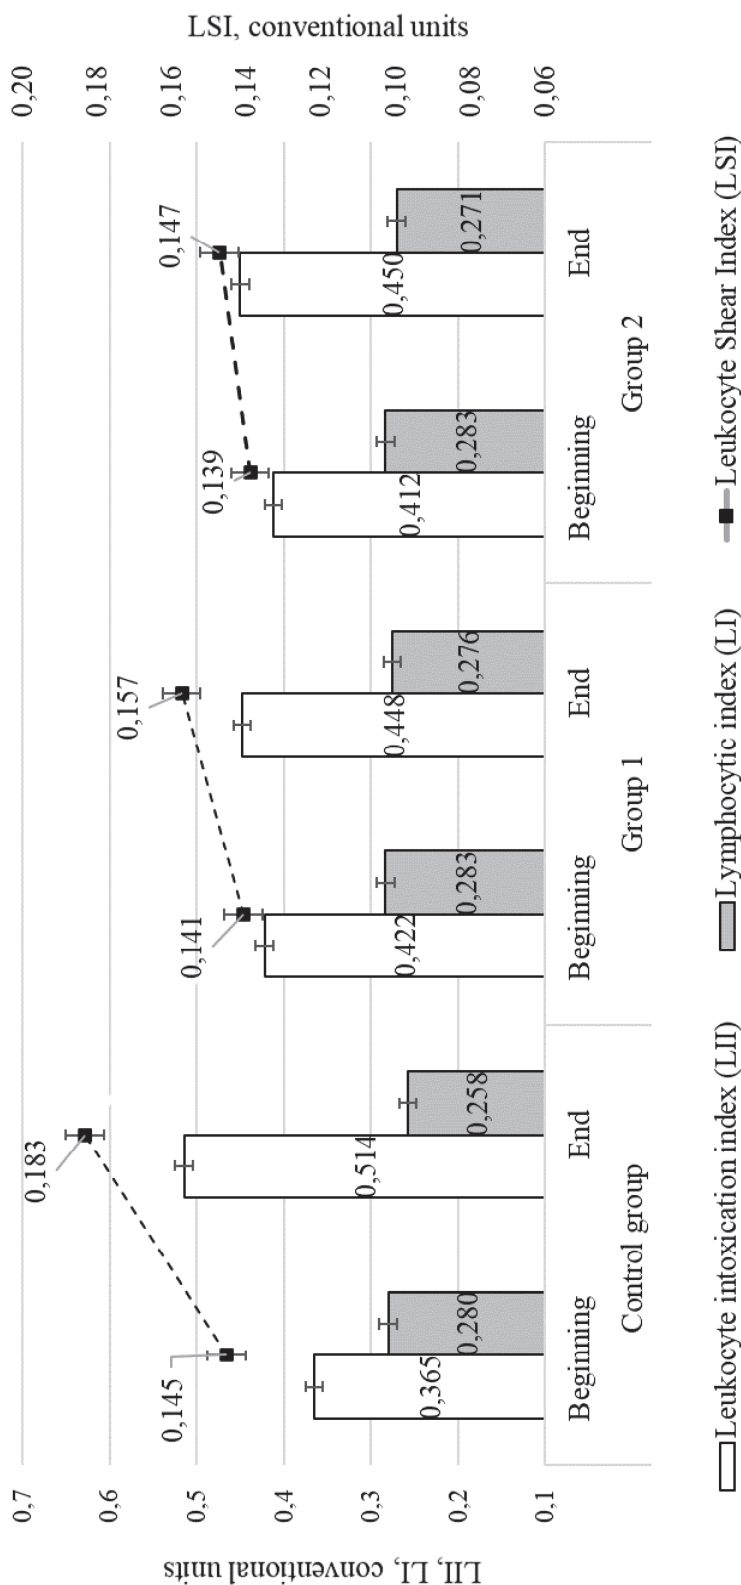 LII, LI, conventional units
0,7
0,6
0,5
0,4
0,3
0,2
0,1
LSI, conventional units
0,20
0,18
0,16
0,14
0,12
0,10
0,08
0,06
0,145
0,183
0,141
0,157
0,139
0,147
0,365
0,280
0,514
0,258
0,422
0,283
0,448
0,276
0,412
0,283
0,450
0,271
Beginning
End
Beginning
End
Beginning
End
Control group
Group 1
Group 2
Leukocyte intoxication index (LII)
Lymphocytic index (LI)
Leukocyte Shear Index (LSI)